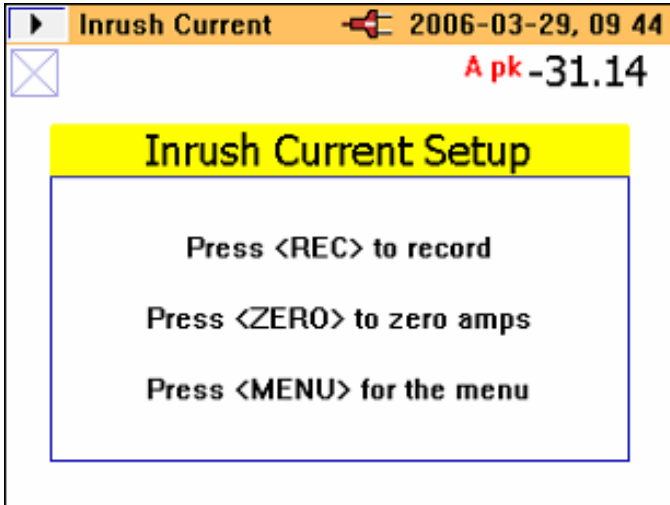 Inrush Current 2006-03-29, 09 44
A pk -31.14
Inrush Current Setup
Press <REC> to record
Press <ZERO> to zero amps
Press <MENU> for the menu